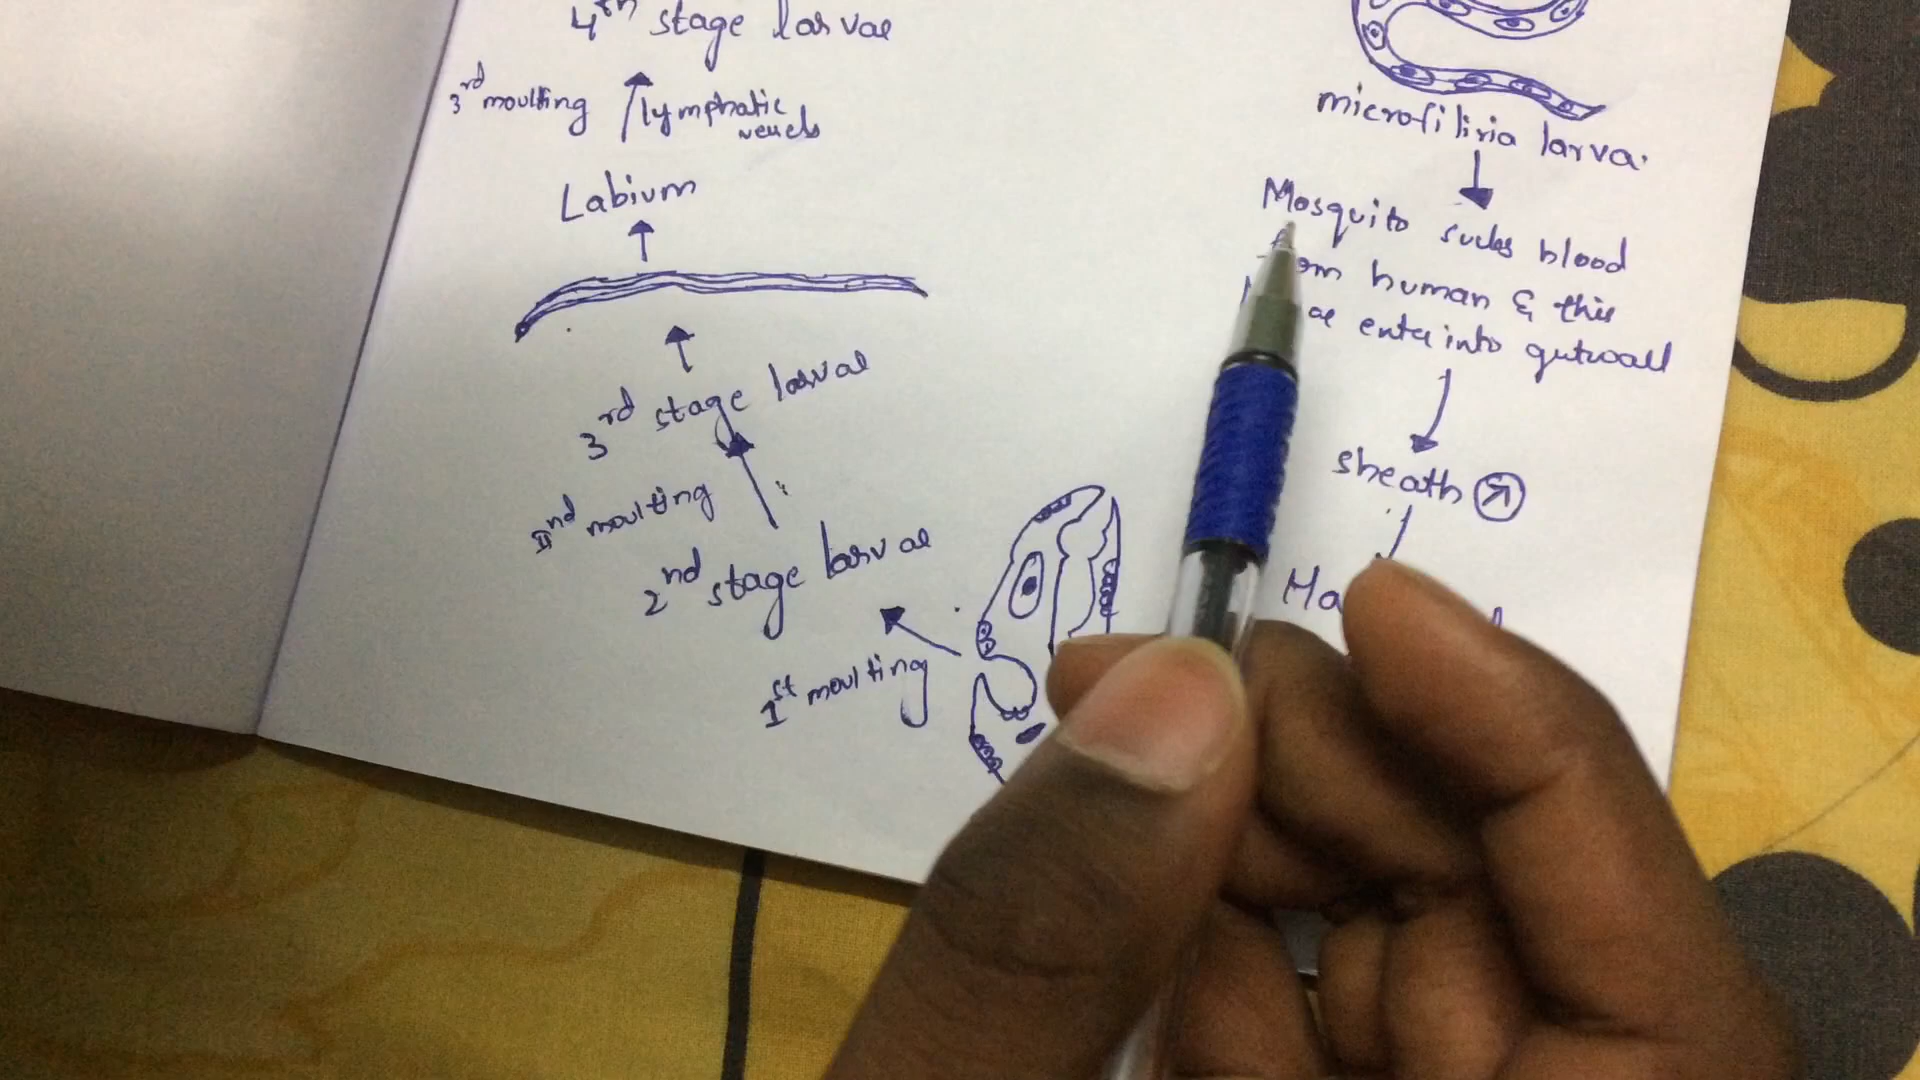 4th stage larvae
3rd moulting
lymphatic
vessels
Labium
3rd stage larvae
IInd moulting
2nd stage larvae
1st moulting
microfiliria larva.
Mosquito sucks blood
human & this
enter into gutwall
sheath